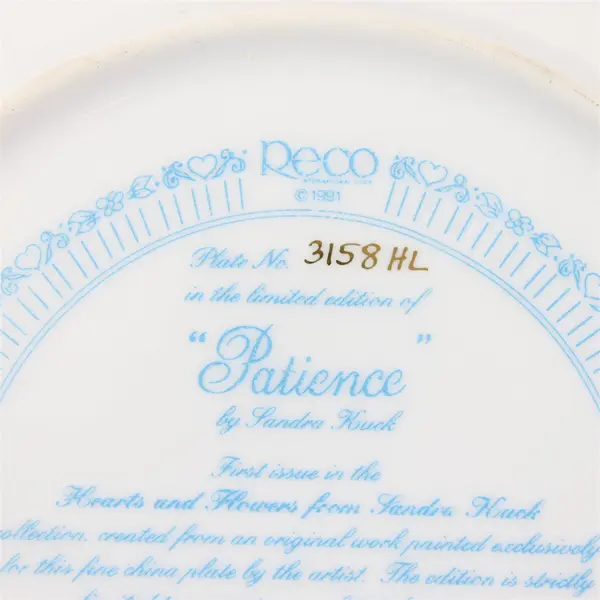 Reco
INTERNATIONAL CORP.
© 1991
Plate No. 3158 HL
in the limited edition of
"Patience"
by Sandra Kuck
First issue in the
Hearts and Flowers from Sandra Kuck
collection, created from an original work painted exclusively
for this fine china plate by the artist. The edition is strictly